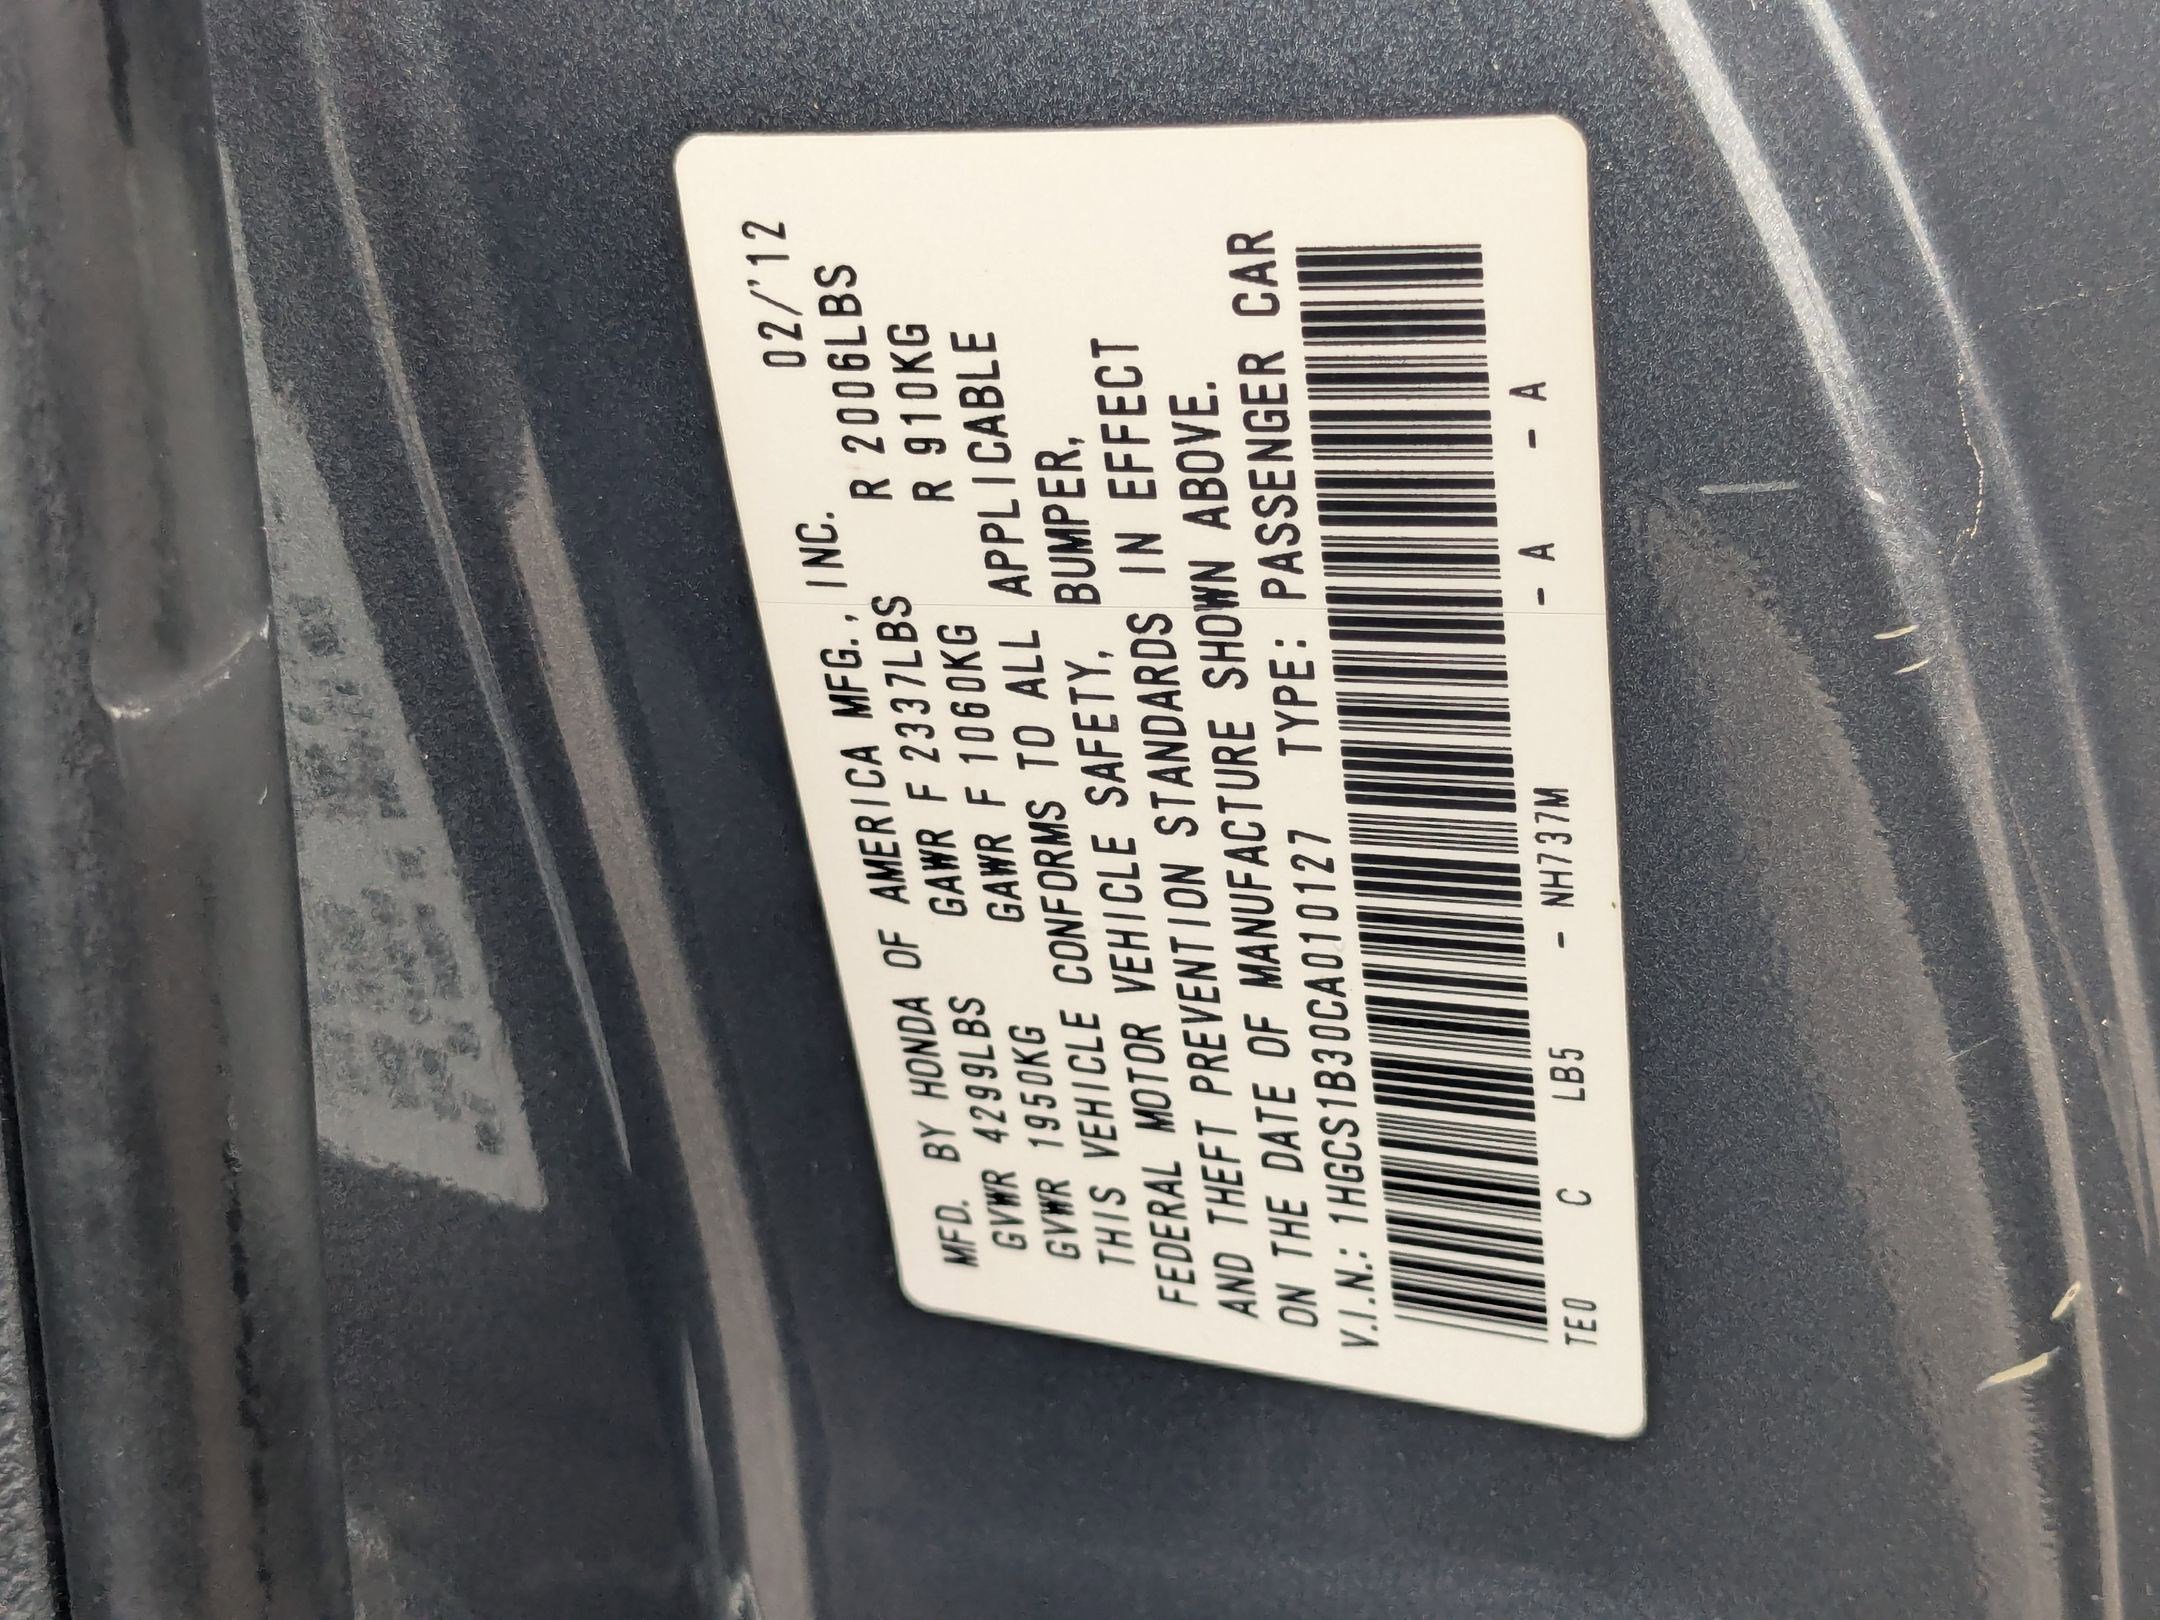 MFD. BY HONDA OF AMERICA MFG., INC. 02/'12
GVWR 4299LBS GAWR F 2337LBS R 2006LBS
GVWR 1950KG GAWR F 1060KG R 910KG
THIS VEHICLE CONFORMS TO ALL APPLICABLE
FEDERAL MOTOR VEHICLE SAFETY, BUMPER,
AND THEFT PREVENTION STANDARDS IN EFFECT
ON THE DATE OF MANUFACTURE SHOWN ABOVE.
V.I.N.: 1HGCS1B30CA010127 TYPE: PASSENGER CAR
TE0 C LB5 - NH737M - A - A